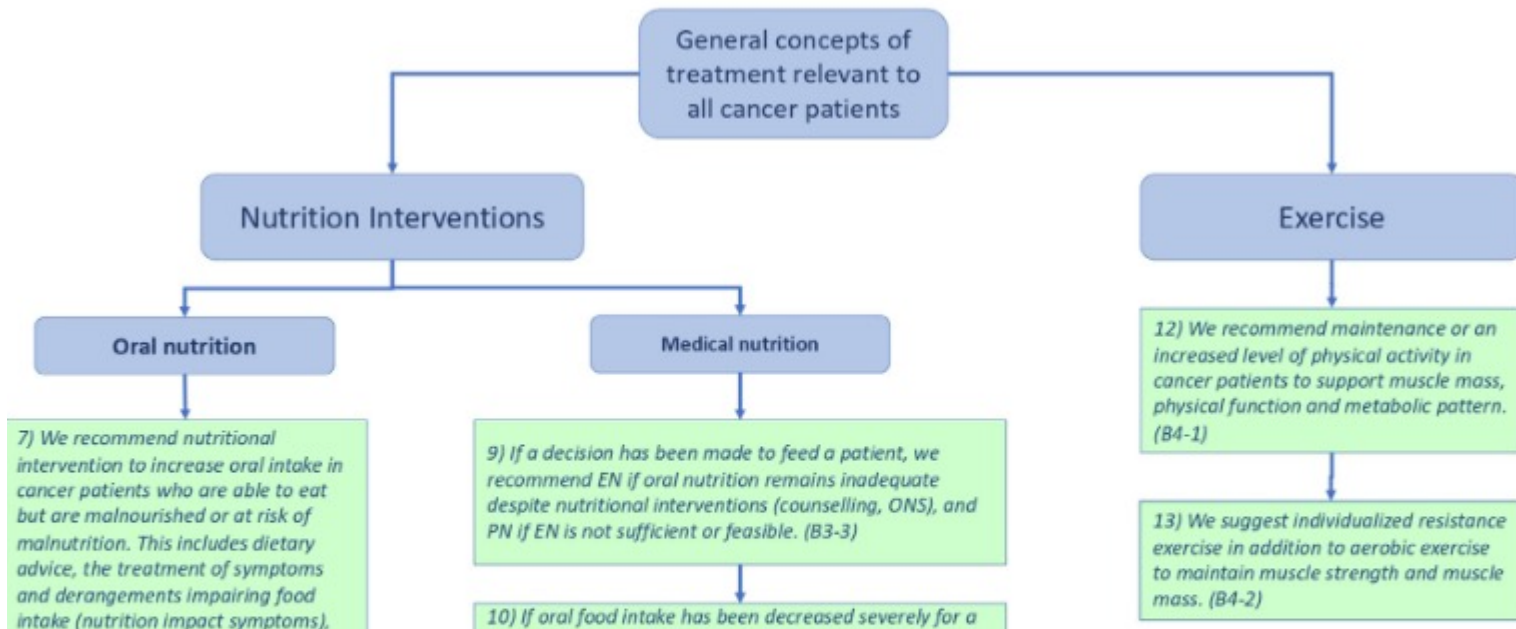 General concepts of
treatment relevant to
all cancer patients
Nutrition Interventions
Exercise
Oral nutrition
Medical nutrition
7) We recommend nutritional
intervention to increase oral intake in
cancer patients who are able to eat
but are malnourished or at risk of
malnutrition. This includes dietary
advice, the treatment of symptoms
and derangements impairing food
intake (nutrition impact symptoms),
9) If a decision has been made to feed a patient, we
recommend EN if oral nutrition remains inadequate
despite nutritional interventions (counselling, ONS), and
PN if EN is not sufficient or feasible. (B3-3)
10) If oral food intake has been decreased severely for a
12) We recommend maintenance or an
increased level of physical activity in
cancer patients to support muscle mass,
physical function and metabolic pattern.
(B4-1)
13) We suggest individualized resistance
exercise in addition to aerobic exercise
to maintain muscle strength and muscle
mass. (B4-2)